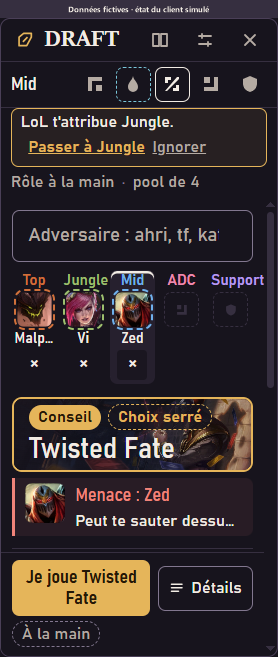 Données fictives · état du client simulé
DRAFT
Mid
LoL t'attribue Jungle.
Passer à Jungle Ignorer
Rôle à la main · pool de 4
Adversaire : ahri, tf, ka
Top Jungle Mid ADC Support
Malp... Vi Zed
× × ×
Conseil Choix serré
Twisted Fate
Menace : Zed
Peut te sauter dessu...
Je joue Twisted
Fate
Détails
À la main